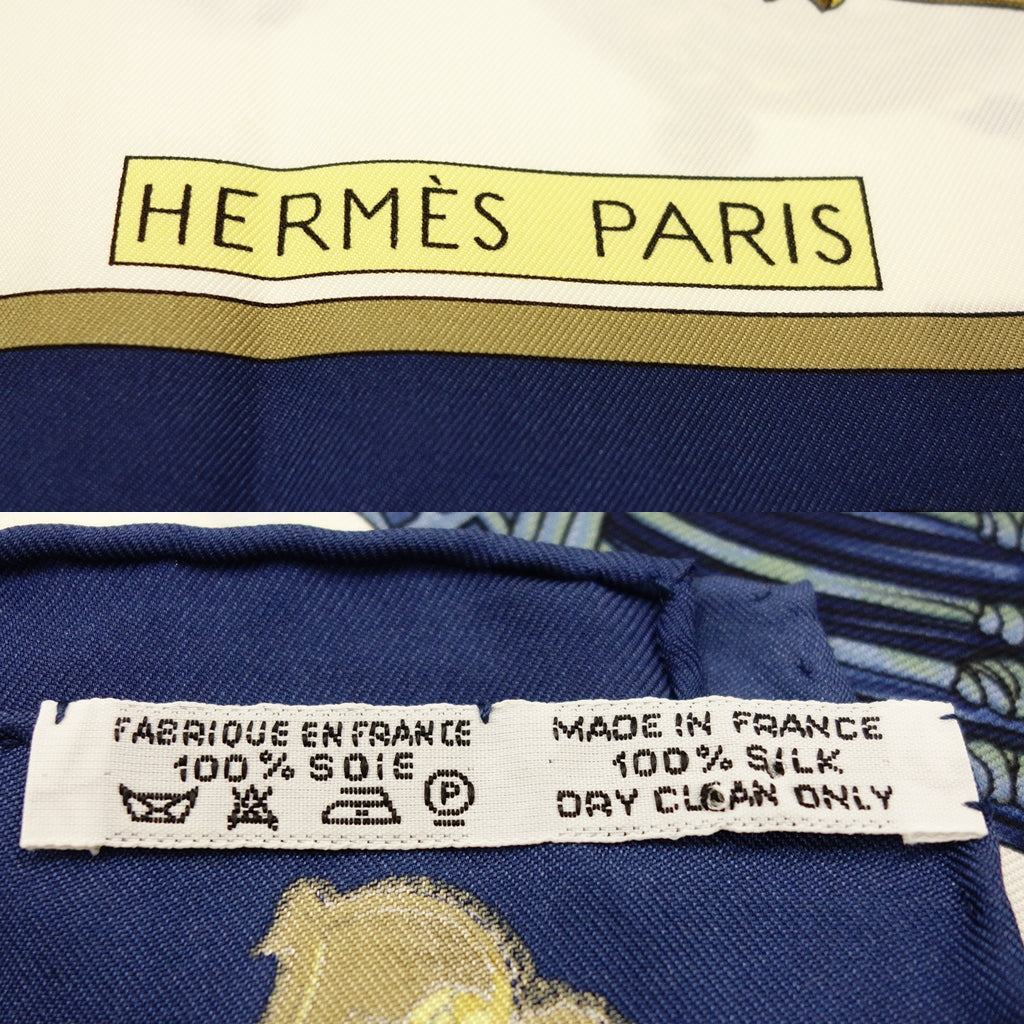 HERMÈS PARIS
FABRIQUE EN FRANCE
100% SOIE
P
MADE IN FRANCE
100% SILK
DRY CLEAN ONLY